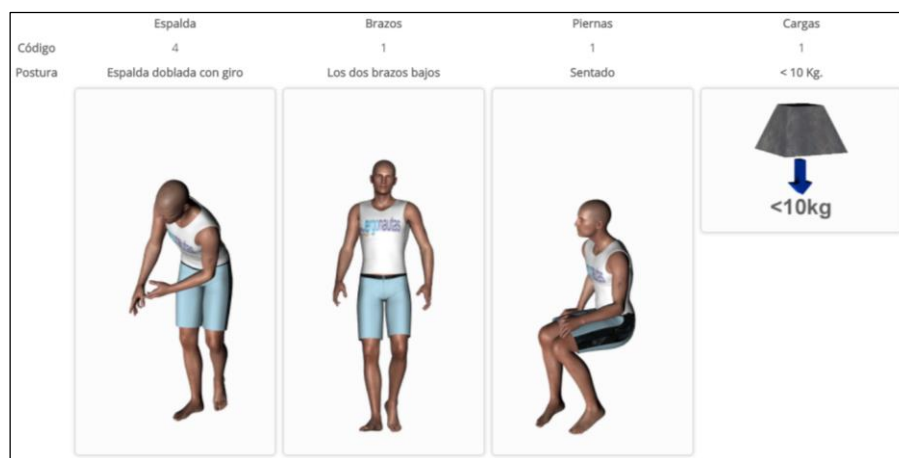 Espalda Brazos Piernas Cargas
Código 4 1 1 1
Postura Espalda doblada con giro Los dos brazos bajos Sentado < 10 Kg.
ergonautas
<10kg